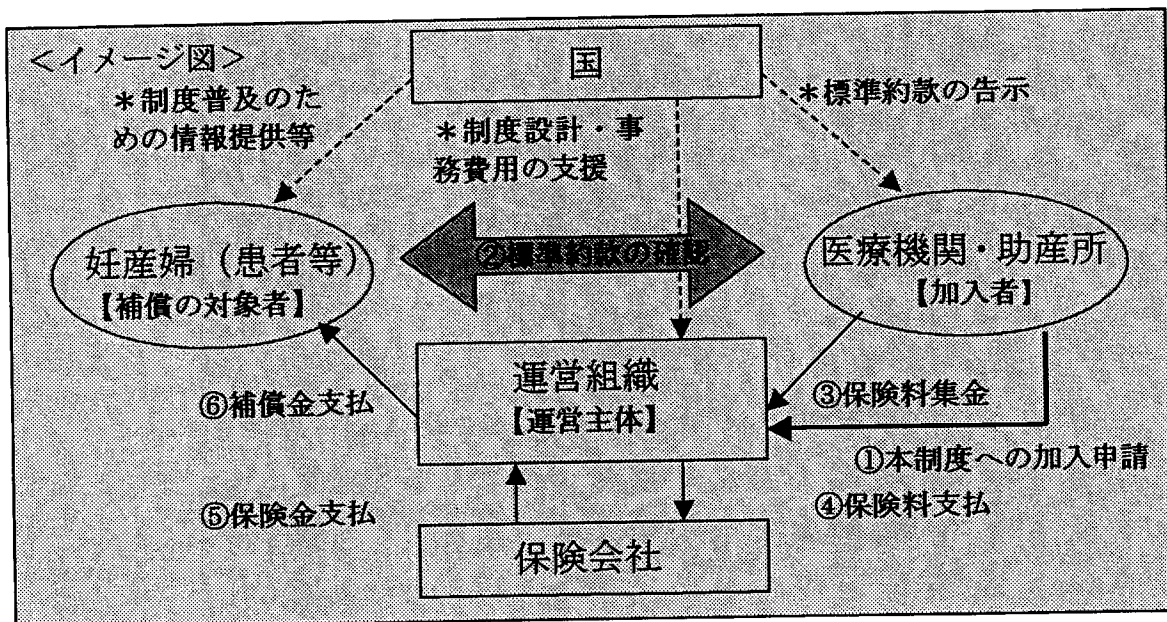 ＜イメージ図＞
国
＊制度普及のた
めの情報提供等
＊制度設計・事
務費用の支援
＊標準約款の告示
妊産婦（患者等）
【補償の対象者】
②標準約款の確認
医療機関・助産所
【加入者】
運営組織
【運営主体】
⑥補償金支払
③保険料集金
①本制度への加入申請
⑤保険金支払
④保険料支払
保険会社